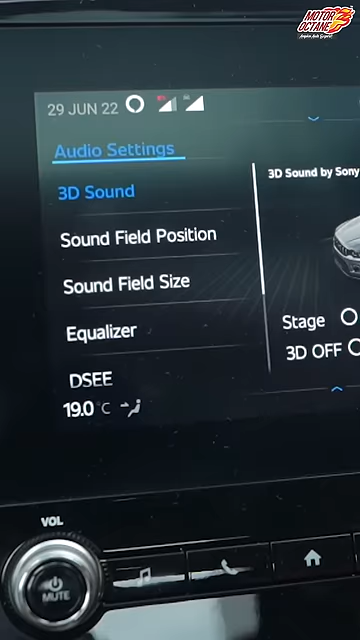 MOTOR
OCTANE
29 JUN 22
Audio Settings
3D Sound
3D Sound by Sony
Sound Field Position
Sound Field Size
Equalizer
Stage
3D OFF
DSEE
19.0°C
VOL
MUTE